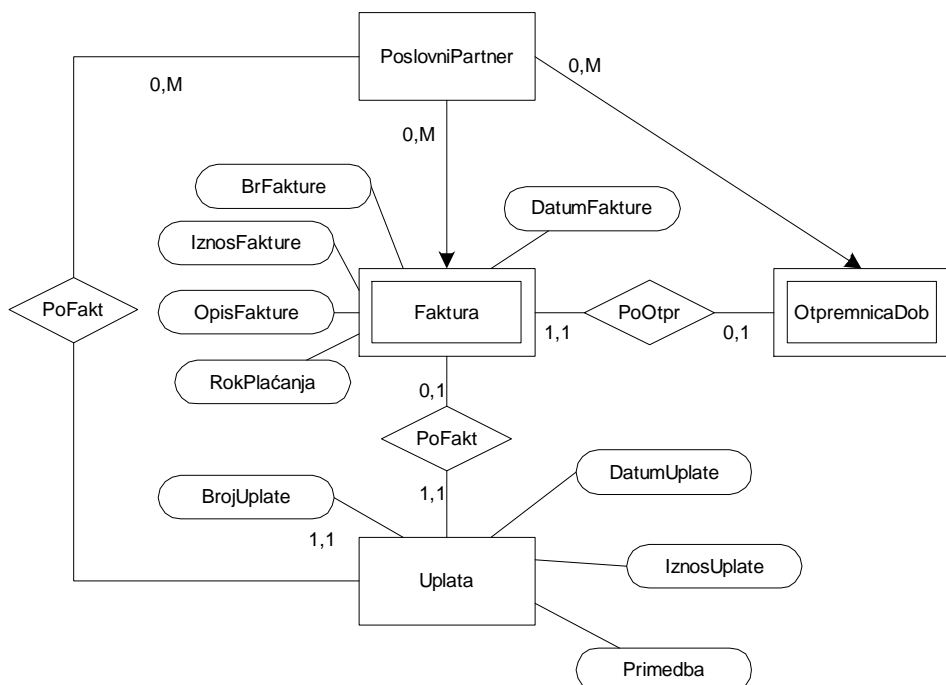 PoslovniPartner
0,M
0,M
0,M
BrFakture
DatumFakture
IznosFakture
PoFakt
OpisFakture
Faktura
PoOtpr
OtpremnicaDob
1,1
0,1
RokPlaćanja
0,1
PoFakt
DatumUplate
BrojUplate
1,1
1,1
IznosUplate
Uplata
Primedba